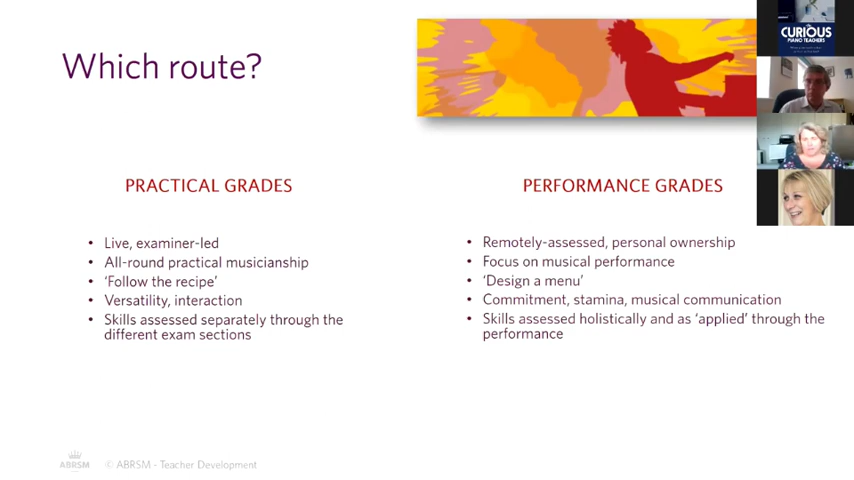 Which route?
CURIOUS
PIANO TEACHERS
PRACTICAL GRADES
• Live, examiner-led
• All-round practical musicianship
• ‘Follow the recipe’
• Versatility, interaction
• Skills assessed separately through the
different exam sections
PERFORMANCE GRADES
• Remotely-assessed, personal ownership
• Focus on musical performance
• ‘Design a menu’
• Commitment, stamina, musical communication
• Skills assessed holistically and as ‘applied’ through the
performance
ABRSM
© ABRSM - Teacher Development